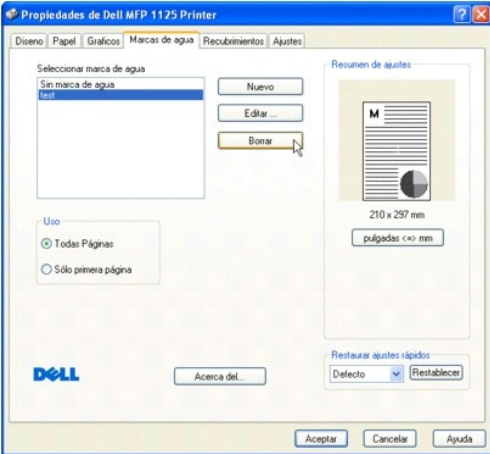 Propiedades de Dell MFP 1125 Printer
Diseno Papel Graficos Marcas de agua Recubrimientos Ajustes
Seleccionar marca de agua
Sin marca de agua
test
Nuevo
Editar ...
Borrar
Uso
Todas Páginas
Sólo primera página
Resumen de ajustes
M
210 x 297 mm
pulgadas <=> mm
Restaurar ajustes rápidos
Defecto
Restablecer
DELL
Acerca del...
Aceptar Cancelar Ayuda